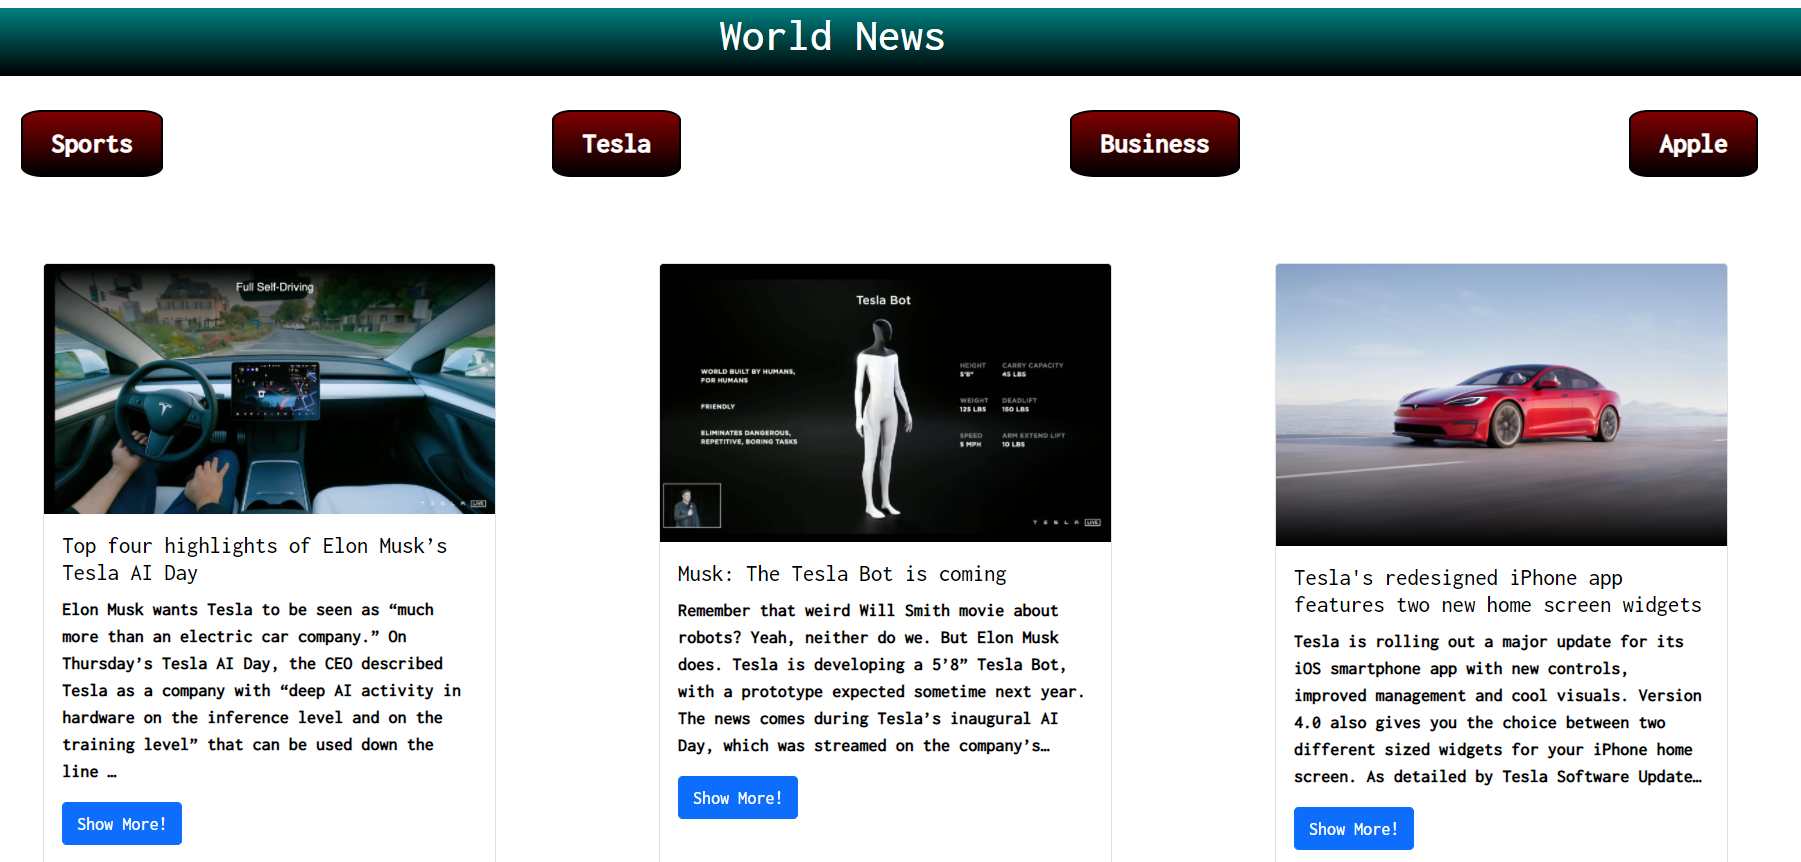 World News
Sports
Tesla
Business
Apple
Full Self-Driving
TESLA LIVE
Top four highlights of Elon Musk’s
Tesla AI Day
Elon Musk wants Tesla to be seen as “much
more than an electric car company.” On
Thursday’s Tesla AI Day, the CEO described
Tesla as a company with “deep AI activity in
hardware on the inference level and on the
training level” that can be used down the
line …
Show More!
Tesla Bot
WORLD BUILT BY HUMANS,
FOR HUMANS
FRIENDLY
ELIMINATES DANGEROUS,
REPETITIVE, BORING TASKS
HEIGHT
5'8"
CARRY CAPACITY
45 LBS
WEIGHT
125 LBS
DEADLIFT
150 LBS
SPEED
5 MPH
ARM EXTEND LIFT
10 LBS
TESLA LIVE
Musk: The Tesla Bot is coming
Remember that weird Will Smith movie about
robots? Yeah, neither do we. But Elon Musk
does. Tesla is developing a 5’8” Tesla Bot,
with a prototype expected sometime next year.
The news comes during Tesla’s inaugural AI
Day, which was streamed on the company’s…
Show More!
Tesla's redesigned iPhone app
features two new home screen widgets
Tesla is rolling out a major update for its
iOS smartphone app with new controls,
improved management and cool visuals. Version
4.0 also gives you the choice between two
different sized widgets for your iPhone home
screen. As detailed by Tesla Software Update…
Show More!